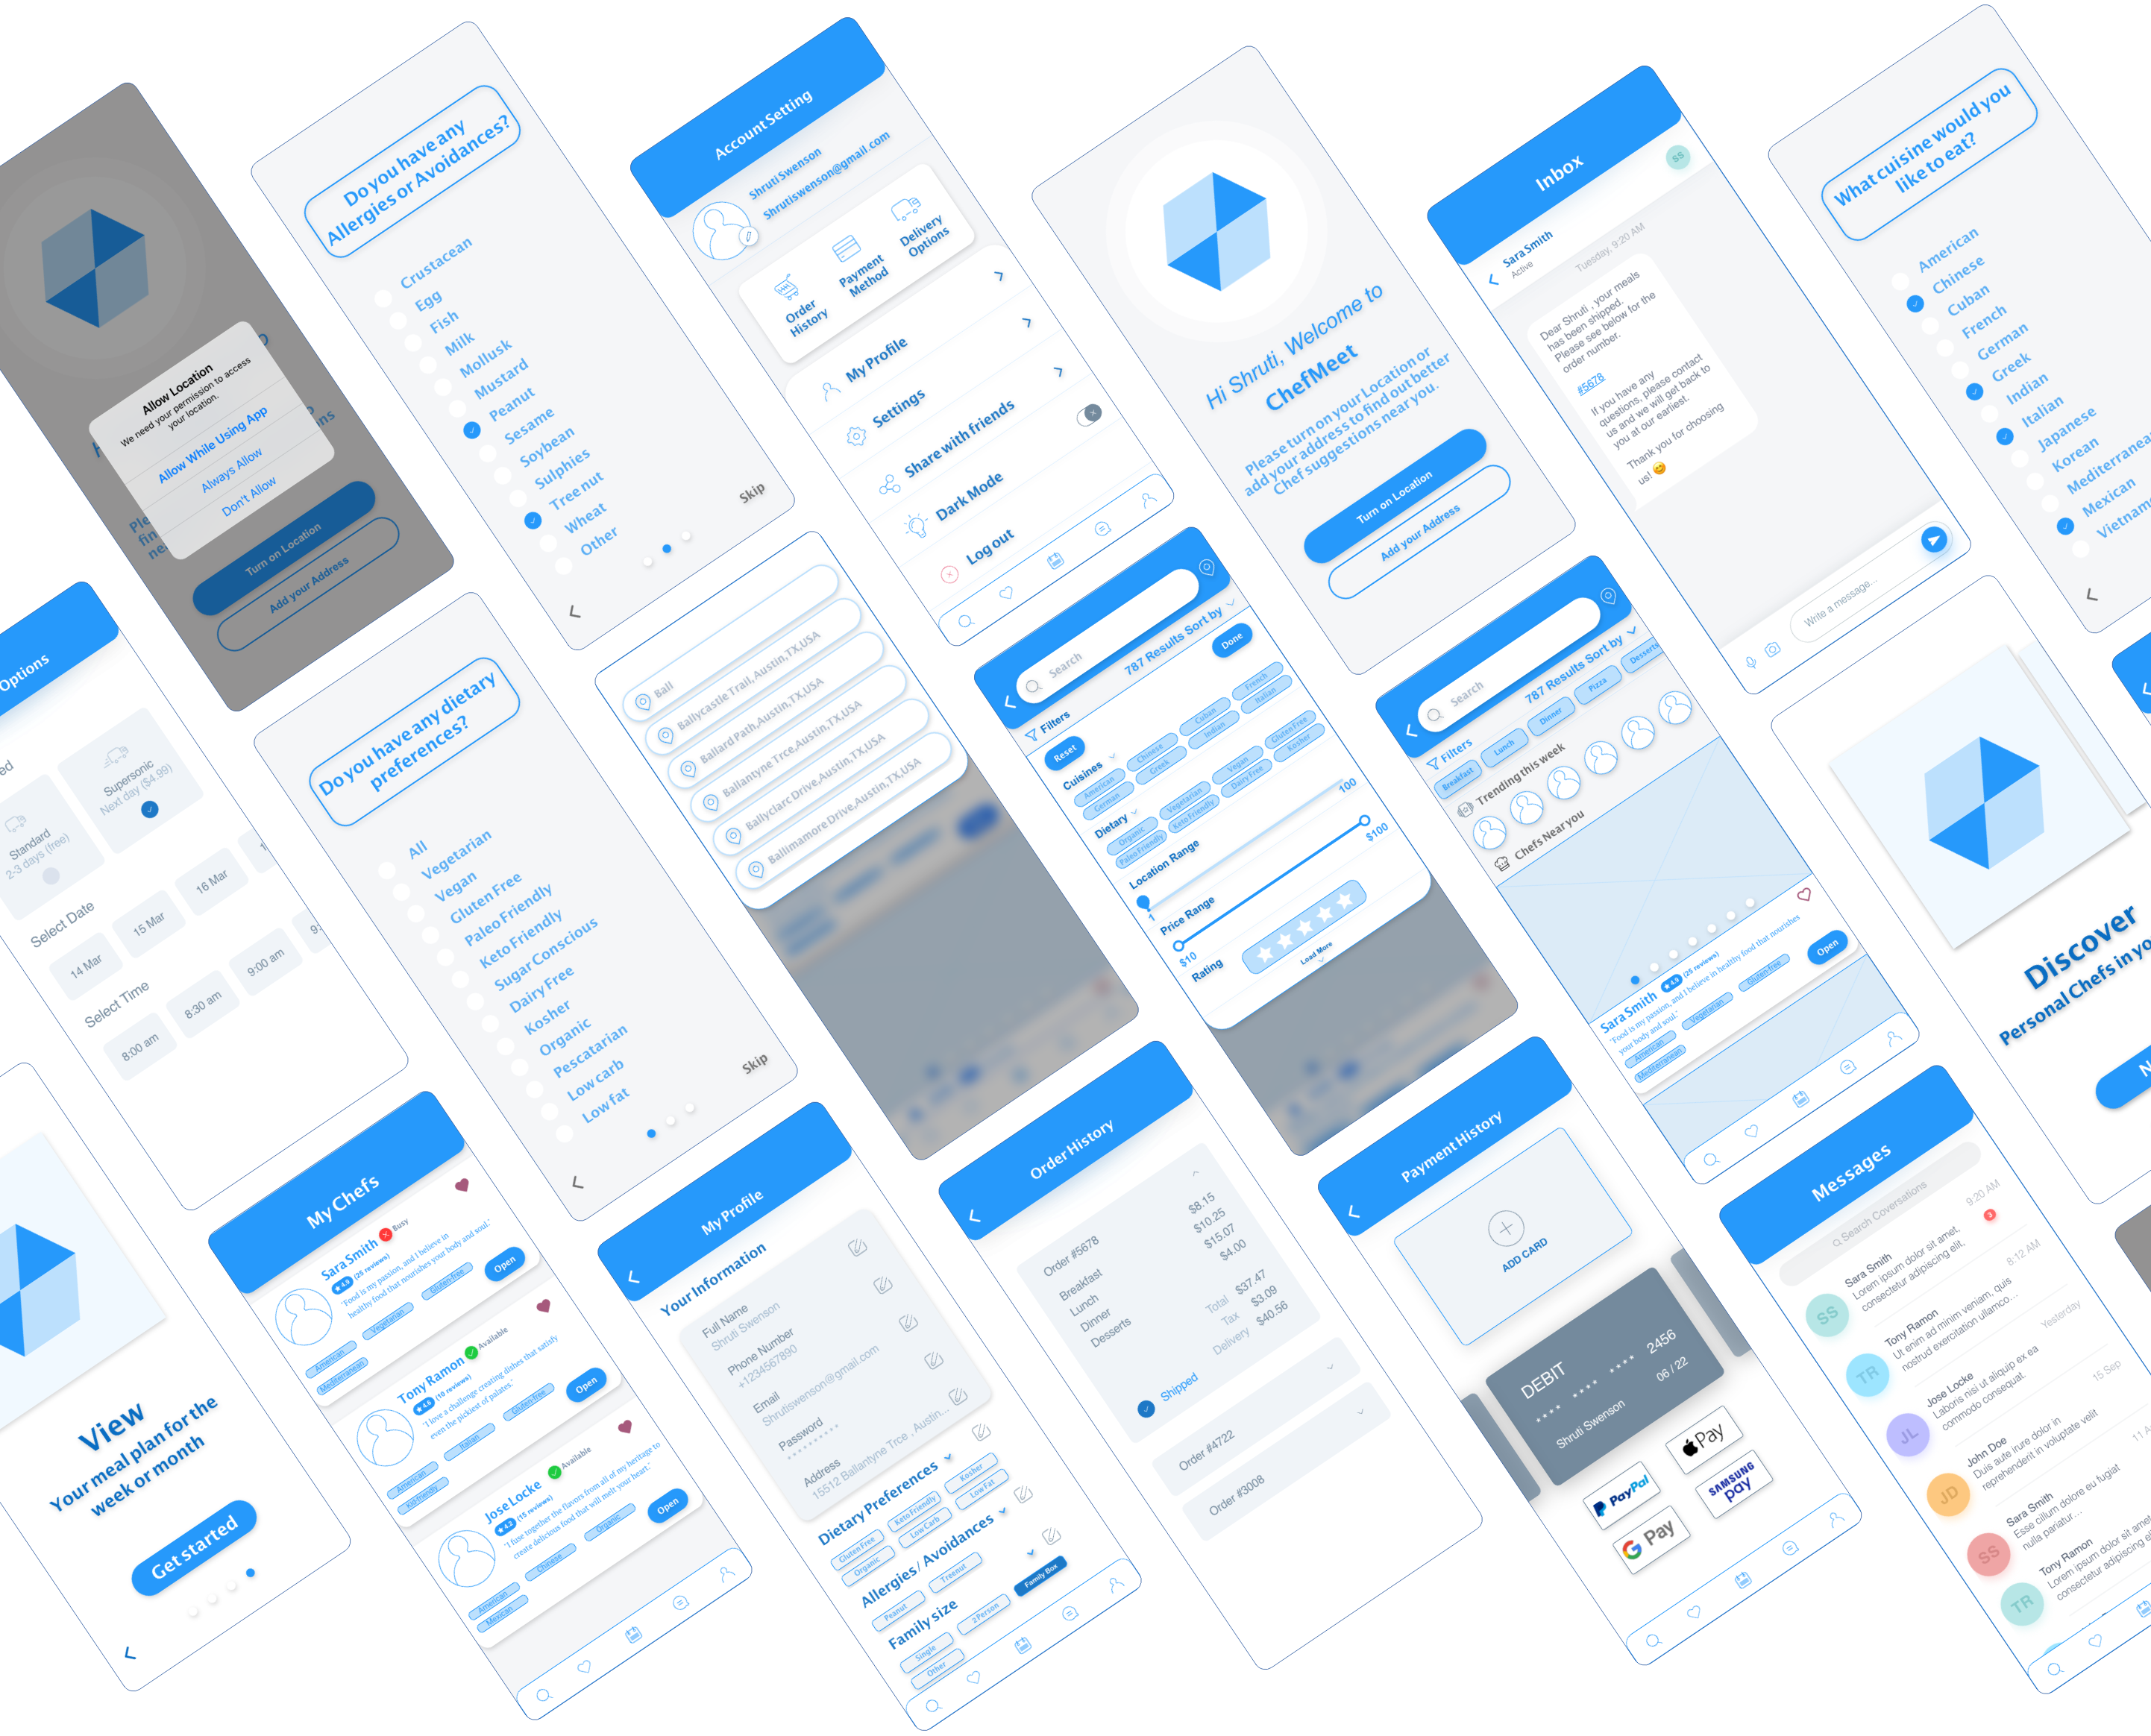 Allow Location
We need your permission to access
your location.
Allow While Using App
Always Allow
Don't Allow
Turn on Location
Add your Address
Do you have any
Allergies or Avoidances?
Crustacean
Egg
Fish
Milk
Mollusk
Mustard
Peanut
Sesame
Soybean
Sulphies
Tree nut
Wheat
Other
Skip
Account Setting
Shruti Swenson
Shrutiswenson@gmail.com
Order
History
Payment
Method
Delivery
Options
My Profile
Settings
Share with friends
Dark Mode
Log out
Hi Shruti, Welcome to
ChefMeet
Please turn on your Location or
add your address to find out better
Chef suggestions near you.
Turn on Location
Add your Address
Inbox
Sara Smith
Active
SS
Tuesday, 9:20 AM
Dear Shruti , your meals
has been shipped.
Please see below for the
order number.
#5678
If you have any
questions, please contact
us and we will get back to
you at our earliest.
Thank you for choosing
us! 😊
Write a message...
What cuisine would you
like to eat?
American
Chinese
Cuban
French
German
Greek
Indian
Italian
Japanese
Korean
Mediterranea
Mexican
Vietnam
Options
ed
Standard
2-3 days (free)
Supersonic
Next day ($4.99)
Select Date
14 Mar
15 Mar
16 Mar
Select Time
8:00 am
8:30 am
9:00 am
9:
Do you have any dietary
preferences?
All
Vegetarian
Vegan
Gluten Free
Paleo Friendly
Keto Friendly
Sugar Conscious
Dairy Free
Kosher
Organic
Pescatarian
Low carb
Low fat
Skip
Ball
Ballycastle Trail,Austin,TX,USA
Ballard Path,Austin,TX,USA
Ballantyne Trce,Austin,TX,USA
Ballyclarc Drive,Austin,TX,USA
Ballimamore Drive,Austin,TX,USA
Search
Filters
787 Results Sort by
Reset
Done
Cuisines
American
Chinese
Cuban
French
German
Greek
Indian
Italian
Dietary
Organic
Vegetarian
Vegan
Gluten Free
Paleo Friendly
Keto Friendly
Dairy Free
Kosher
Location Range
1
100
Price Range
$10
$100
Rating
Load More
Search
Filters
787 Results Sort by
Breakfast
Lunch
Dinner
Pizza
Desserts
Trending this week
Chefs Near you
Sara Smith
4.9
(25 reviews)
"Food is my passion, and I believe in healthy food that nourishes
your body and soul."
American
Vegetarian
Gluten free
Mediterranean
Open
Discover
Personal Chefs in yo
N
View
Your meal plan for the
week or month
Get started
My Chefs
Sara Smith
Busy
4.9
(25 reviews)
"Food is my passion, and I believe in
healthy food that nourishes your body and soul."
American
Vegetarian
Gluten free
Mediterranean
Open
Tony Ramon
Available
4.6
(10 reviews)
"I love a challenge creating dishes that satisfy
even the pickiest of palates."
American
Italian
Gluten free
Kid friendly
Open
Jose Locke
Available
4.2
(15 reviews)
"I fuse together the flavors from all of my heritage to
create delicious food that will melt your heart."
American
Chinese
Organic
Mexican
Open
My Profile
Your Information
Full Name
Shruti Swenson
Phone Number
+1234567890
Email
Shrutiswenson@gmail.com
Password
**********
Address
15512 Ballantyne Trce , Austin...
Dietary Preferences
Gluten Free
Keto Friendly
Kosher
Organic
Low Carb
Low Fat
Allergies/ Avoidances
Peanut
Treenut
Family size
Single
2 Person
Family Box
Other
Order History
Order #5678
Breakfast
$8.15
Lunch
$10.25
Dinner
$15.07
Desserts
$4.00
Total
$37.47
Tax
$3.09
Delivery
$40.56
Shipped
Order #4722
Order #3008
Payment History
ADD CARD
DEBIT
**** **** **** 2456
Shruti Swenson
06 / 22
PayPal
Pay
G Pay
SAMSUNG
pay
Messages
Search Coversations
SS
Sara Smith
9:20 AM
Lorem ipsum dolor sit amet,
consectetur adipiscing elit.
3
TR
Tony Ramon
8:12 AM
Ut enim ad minim veniam, quis
nostrud exercitation ullamco...
JL
Jose Locke
Yesterday
Laboris nisi ut aliquip ex ea
commodo consequat.
JD
John Doe
15 Sep
Duis aute irure dolor in
reprehenderit in voluptate velit
SS
Sara Smith
11 A
Esse cillum dolore eu fugiat
nulla pariatur...
TR
Tony Ramon
Lorem ipsum dolor sit amet
consectetur adipiscing e